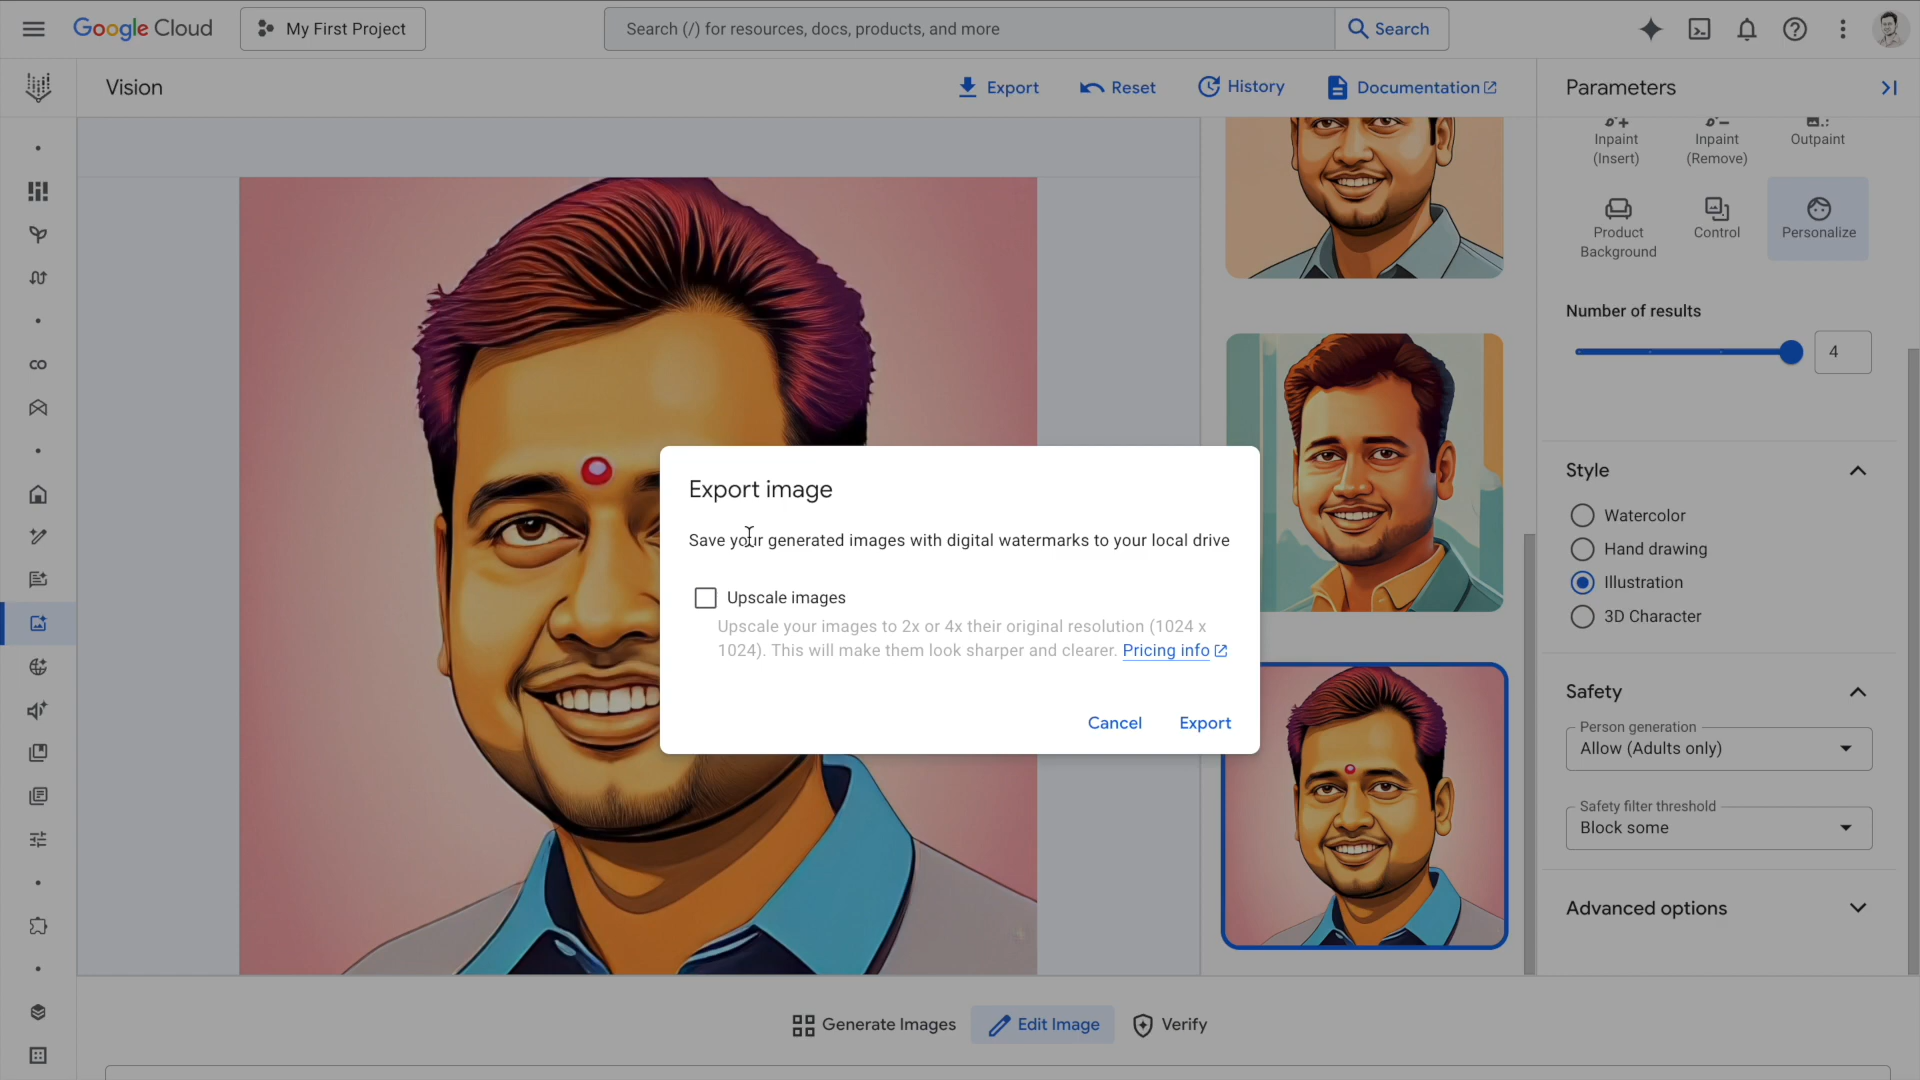 Google Cloud
My First Project
Search (/) for resources, docs, products, and more
Search
Vision
Export
Reset
History
Documentation
Parameters
Inpaint
(Insert)
Inpaint
(Remove)
Outpaint
Product
Background
Control
Personalize
Number of results
4
Style
Watercolor
Hand drawing
Illustration
3D Character
Safety
Person generation
Allow (Adults only)
Safety filter threshold
Block some
Advanced options
Export image
Save your generated images with digital watermarks to your local drive
Upscale images
Upscale your images to 2x or 4x their original resolution (1024 x
1024). This will make them look sharper and clearer. Pricing info
Cancel
Export
Generate Images
Edit Image
Verify